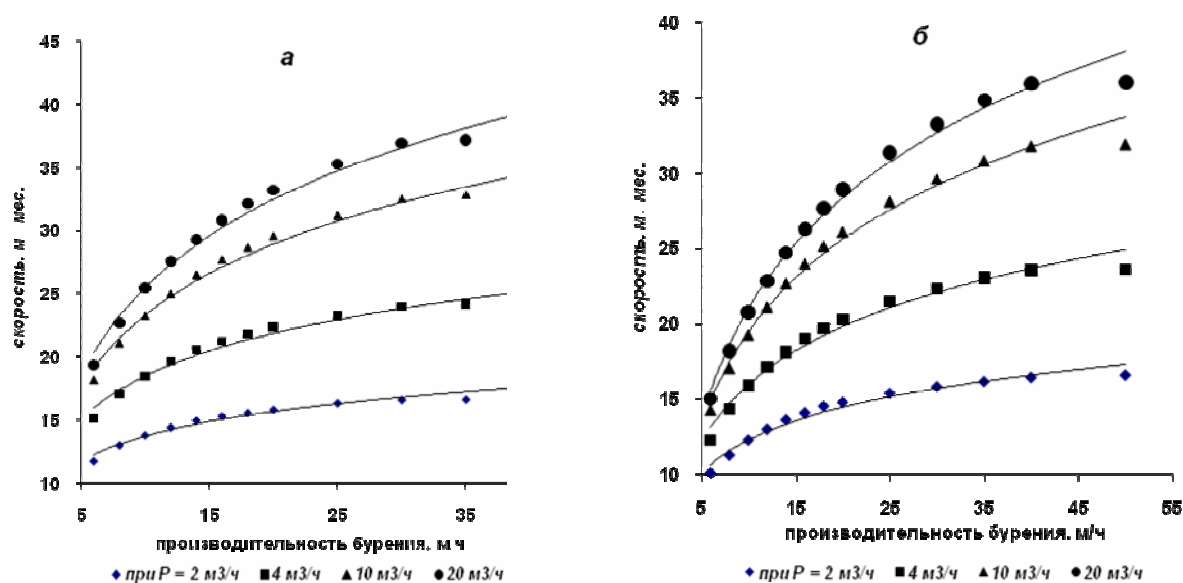 а
45
40
35
30
25
20
15
10
скорость. м мес.
5 15 25 35
производительность бурения. м ч
при Р = 2 м3/ч 4 м3/ч 10 м3/ч 20 м3/ч
б
40
35
30
25
20
15
10
скорость. м мес.
5 15 25 35 45 55
производительность бурения. м/ч
при Р = 2 м3/ч 4 м3/ч 10 м3/ч 20 м3/ч